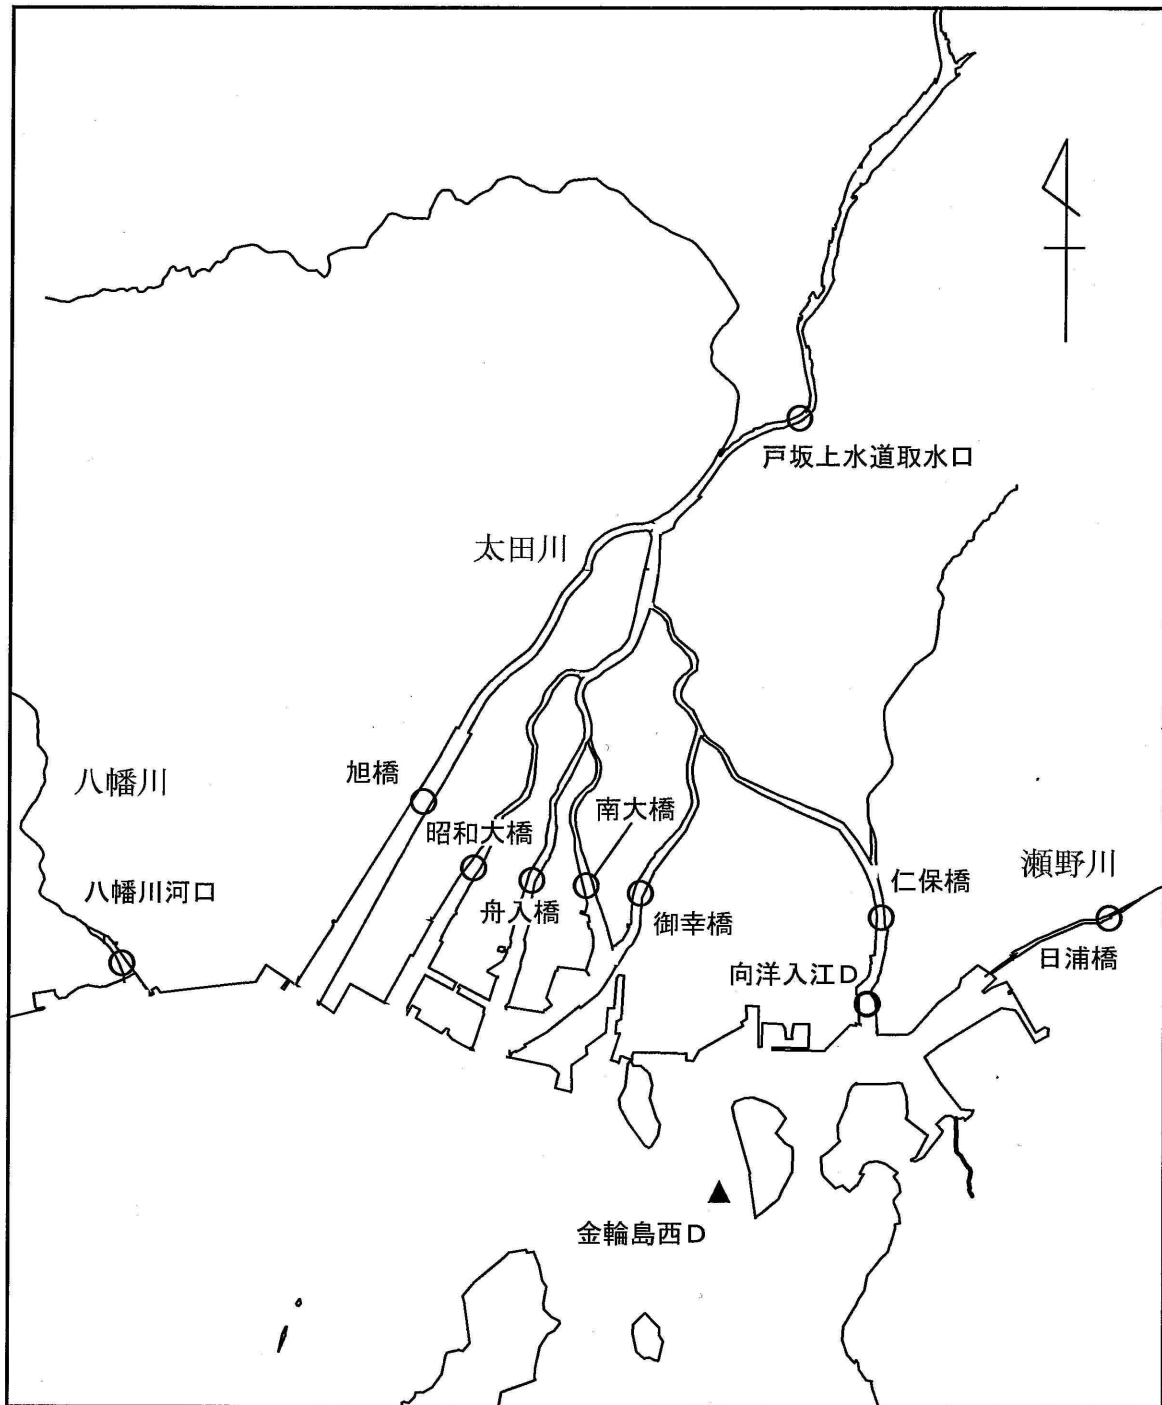 戸坂上水道取水口
太田川
旭橋
八幡川
南大橋
昭和大橋
瀬野川
八幡川河口
仁保橋
舟入橋
御幸橋
日浦橋
向洋入江D
金輪島西D